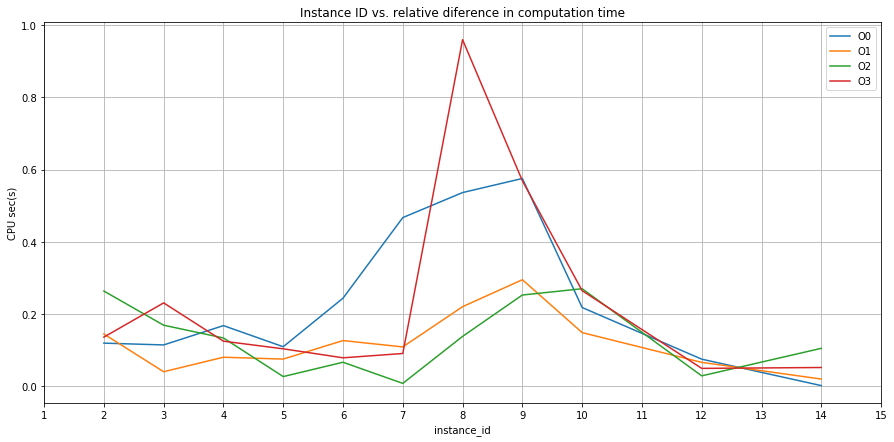 Instance ID vs. relative diference in computation time
O0
O1
O2
O3
CPU sec(s)
1.0
0.8
0.6
0.4
0.2
0.0
1 2 3 4 5 6 7 8 9 10 11 12 13 14 15
instance_id